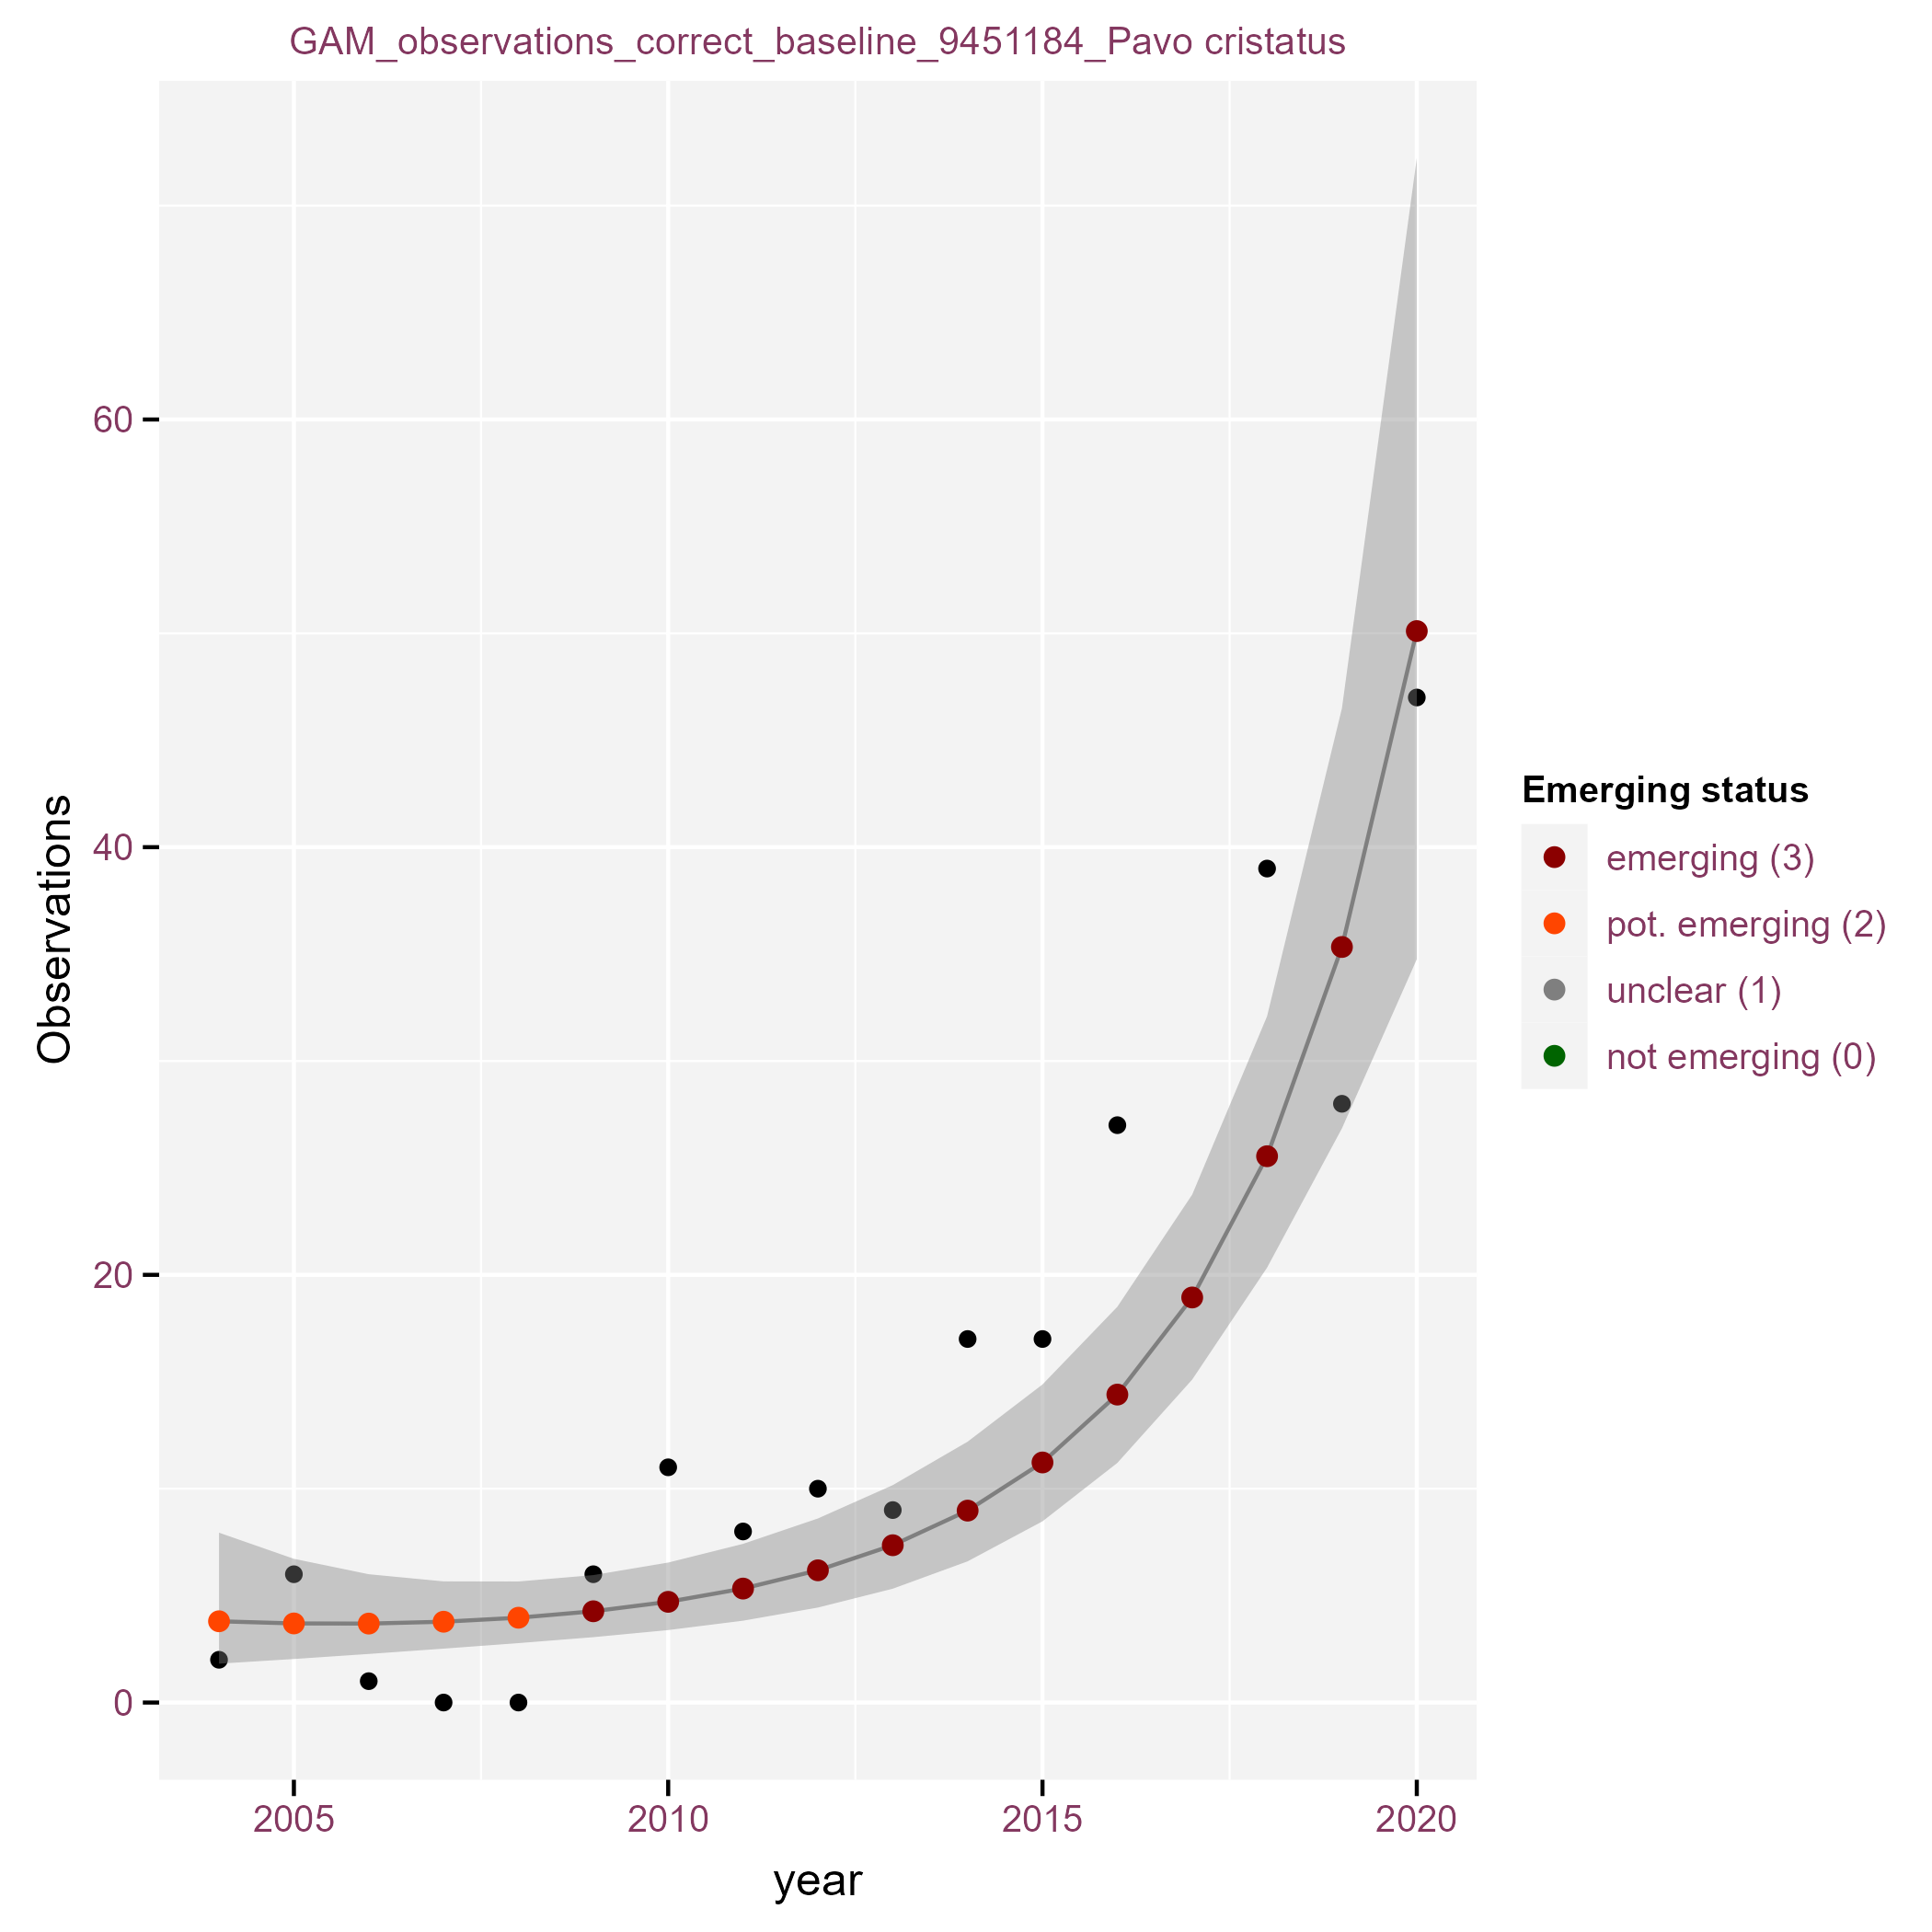 GAM_observations_correct_baseline_9451184_Pavo cristatus
Observations
60
40
20
0
2005
2010
2015
2020
year
Emerging status
emerging (3)
pot. emerging (2)
unclear (1)
not emerging (0)